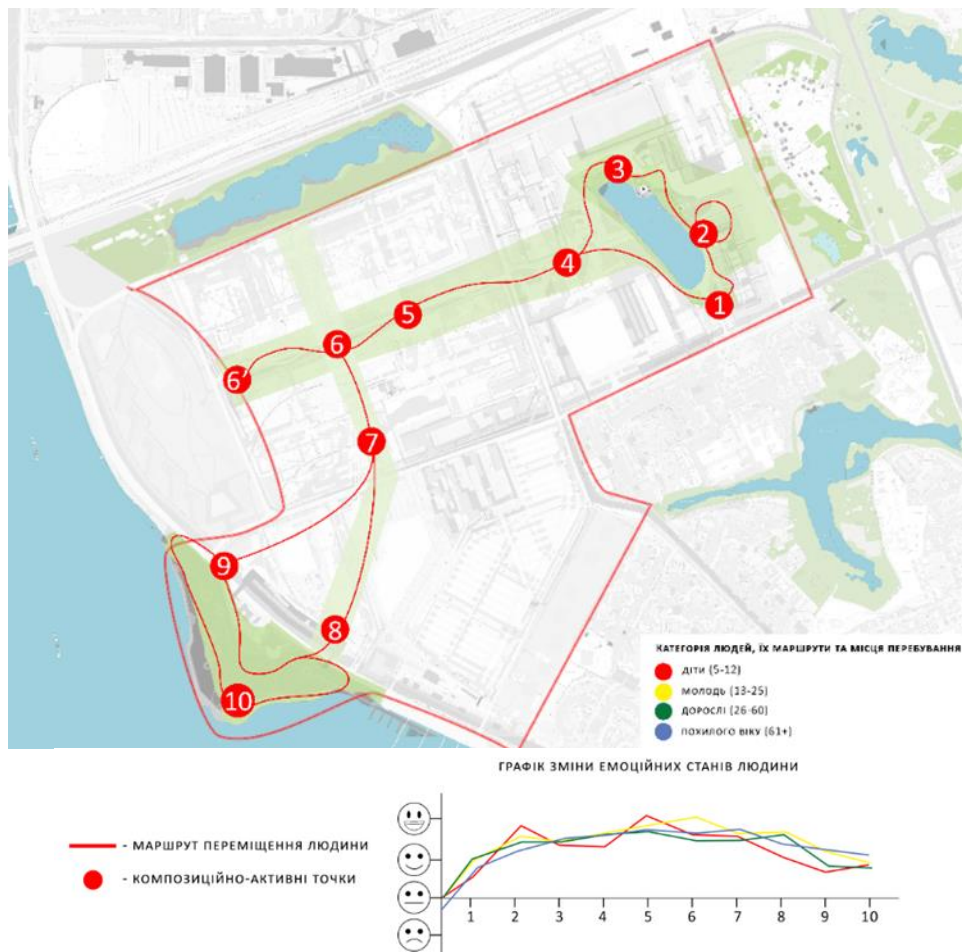 3
2
4
1
5
6
6'
7
9
8
10
КАТЕГОРІЯ ЛЮДЕЙ, ЇХ МАРШРУТИ ТА МІСЦЯ ПЕРЕБУВАННЯ
ДІТИ (5-12)
МОЛОДЬ (13-25)
ДОРОСЛІ (26-60)
ПОХИЛОГО ВІКУ (61+)
ГРАФІК ЗМІНИ ЕМОЦІЙНИХ СТАНІВ ЛЮДИНИ
- МАРШРУТ ПЕРЕМІЩЕННЯ ЛЮДИНИ
- КОМПОЗИЦІЙНО-АКТИВНІ ТОЧКИ
1 2 3 4 5 6 7 8 9 10